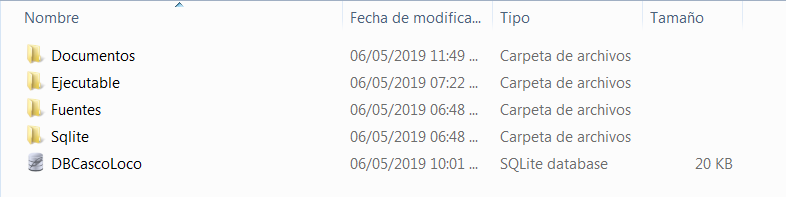 Nombre Fecha de modifica... Tipo Tamaño
Documentos 06/05/2019 11:49 ... Carpeta de archivos
Ejecutable 06/05/2019 07:22 ... Carpeta de archivos
Fuentes 06/05/2019 06:48 ... Carpeta de archivos
Sqlite 06/05/2019 06:48 ... Carpeta de archivos
DBCascoLoco 06/05/2019 10:01 ... SQLite database 20 KB